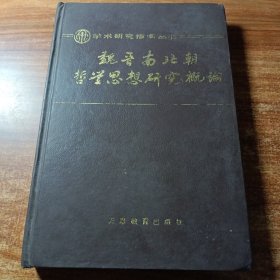 学术研究指南丛书
魏晋南北朝
哲学思想研究概论
天津教育出版社